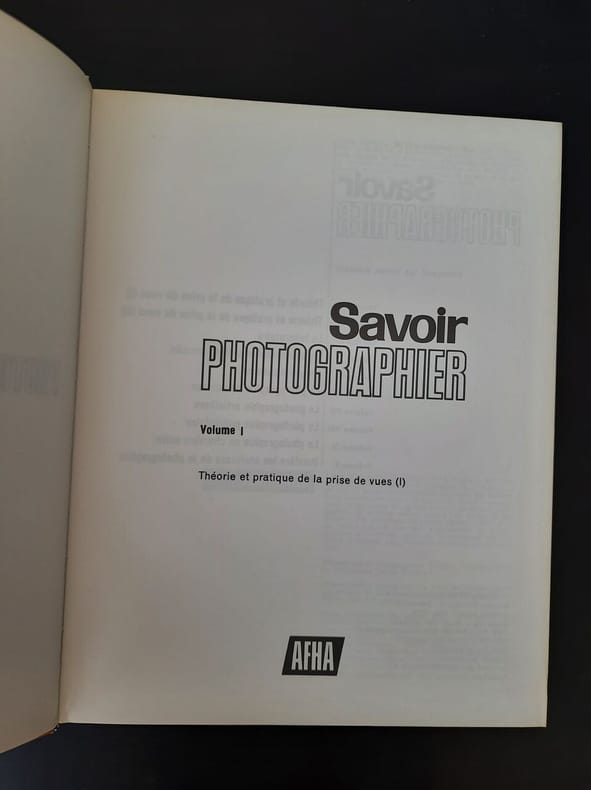 Savoir
PHOTOGRAPHIER
Volume I
Théorie et pratique de la prise de vues (I)
AFHA